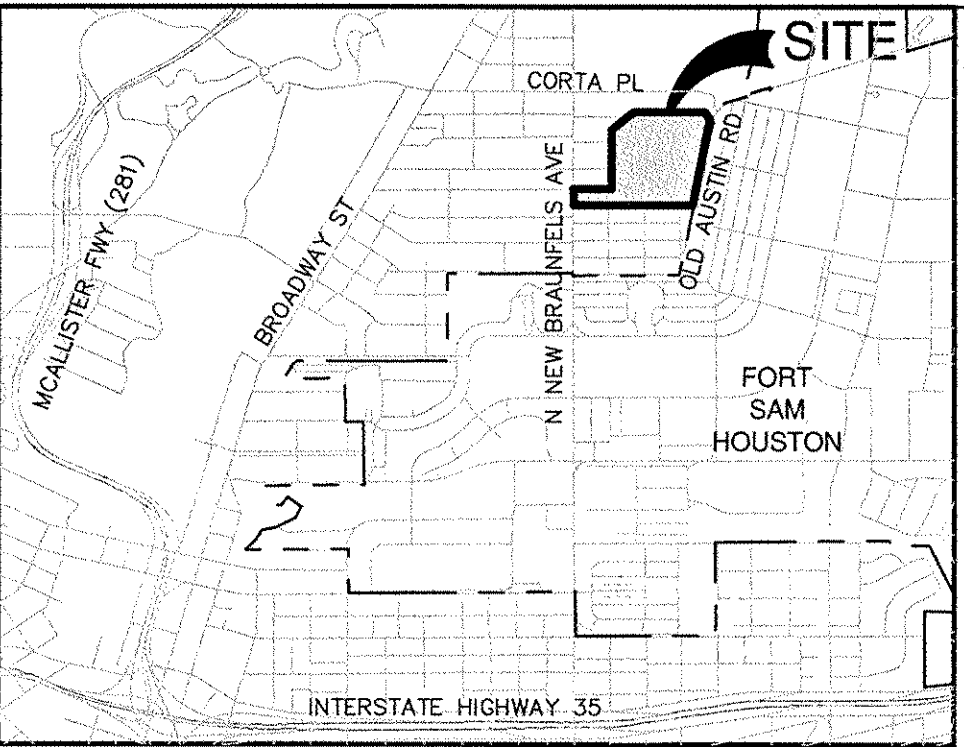 SITE
CORTA PL
MCALLISTER FWY (281)
BROADWAY ST
N NEW BRAUNFELS AVE
OLD AUSTIN RD
FORT
SAM
HOUSTON
INTERSTATE HIGHWAY 35